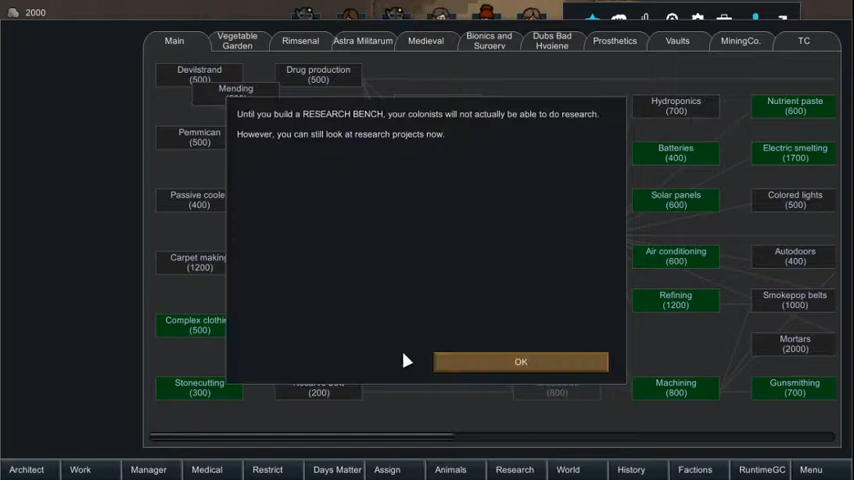 2000
Main
Vegetable
Garden
Rimsenal
Astra Militarum
Medieval
Bionics and
Surgery
Dubs Bad
Hygiene
Prosthetics
Vaults
MiningCo.
TC
Devilstrand
(500)
Drug production
(500)
Mending
Until you build a RESEARCH BENCH, your colonists will not actually be able to do research.
However, you can still look at research projects now.
Hydroponics
(700)
Nutrient paste
(600)
Pemmican
(500)
Batteries
(400)
Electric smelting
(1700)
Passive coole
(400)
Solar panels
(600)
Colored lights
(500)
Carpet making
(1200)
Air conditioning
(600)
Autodoors
(400)
Refining
(1200)
Smokepop belts
(1000)
Complex clothin
(500)
Mortars
(2000)
OK
Stonecutting
(300)
(200)
(800)
Machining
(800)
Gunsmithing
(700)
Architect
Work
Manager
Medical
Restrict
Days Matter
Assign
Animals
Research
World
History
Factions
RuntimeGC
Menu